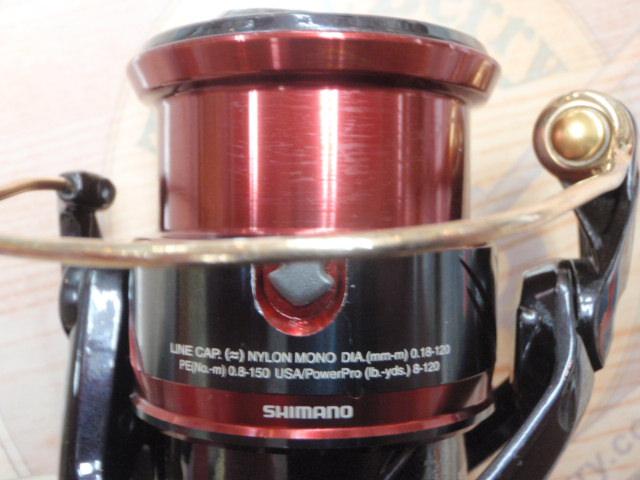 LINE CAP. (≈) NYLON MONO DIA.(mm-m) 0.18-120
PE(No.-m) 0.8-150 USA/PowerPro (lb.-yds.) 8-120
SHIMANO